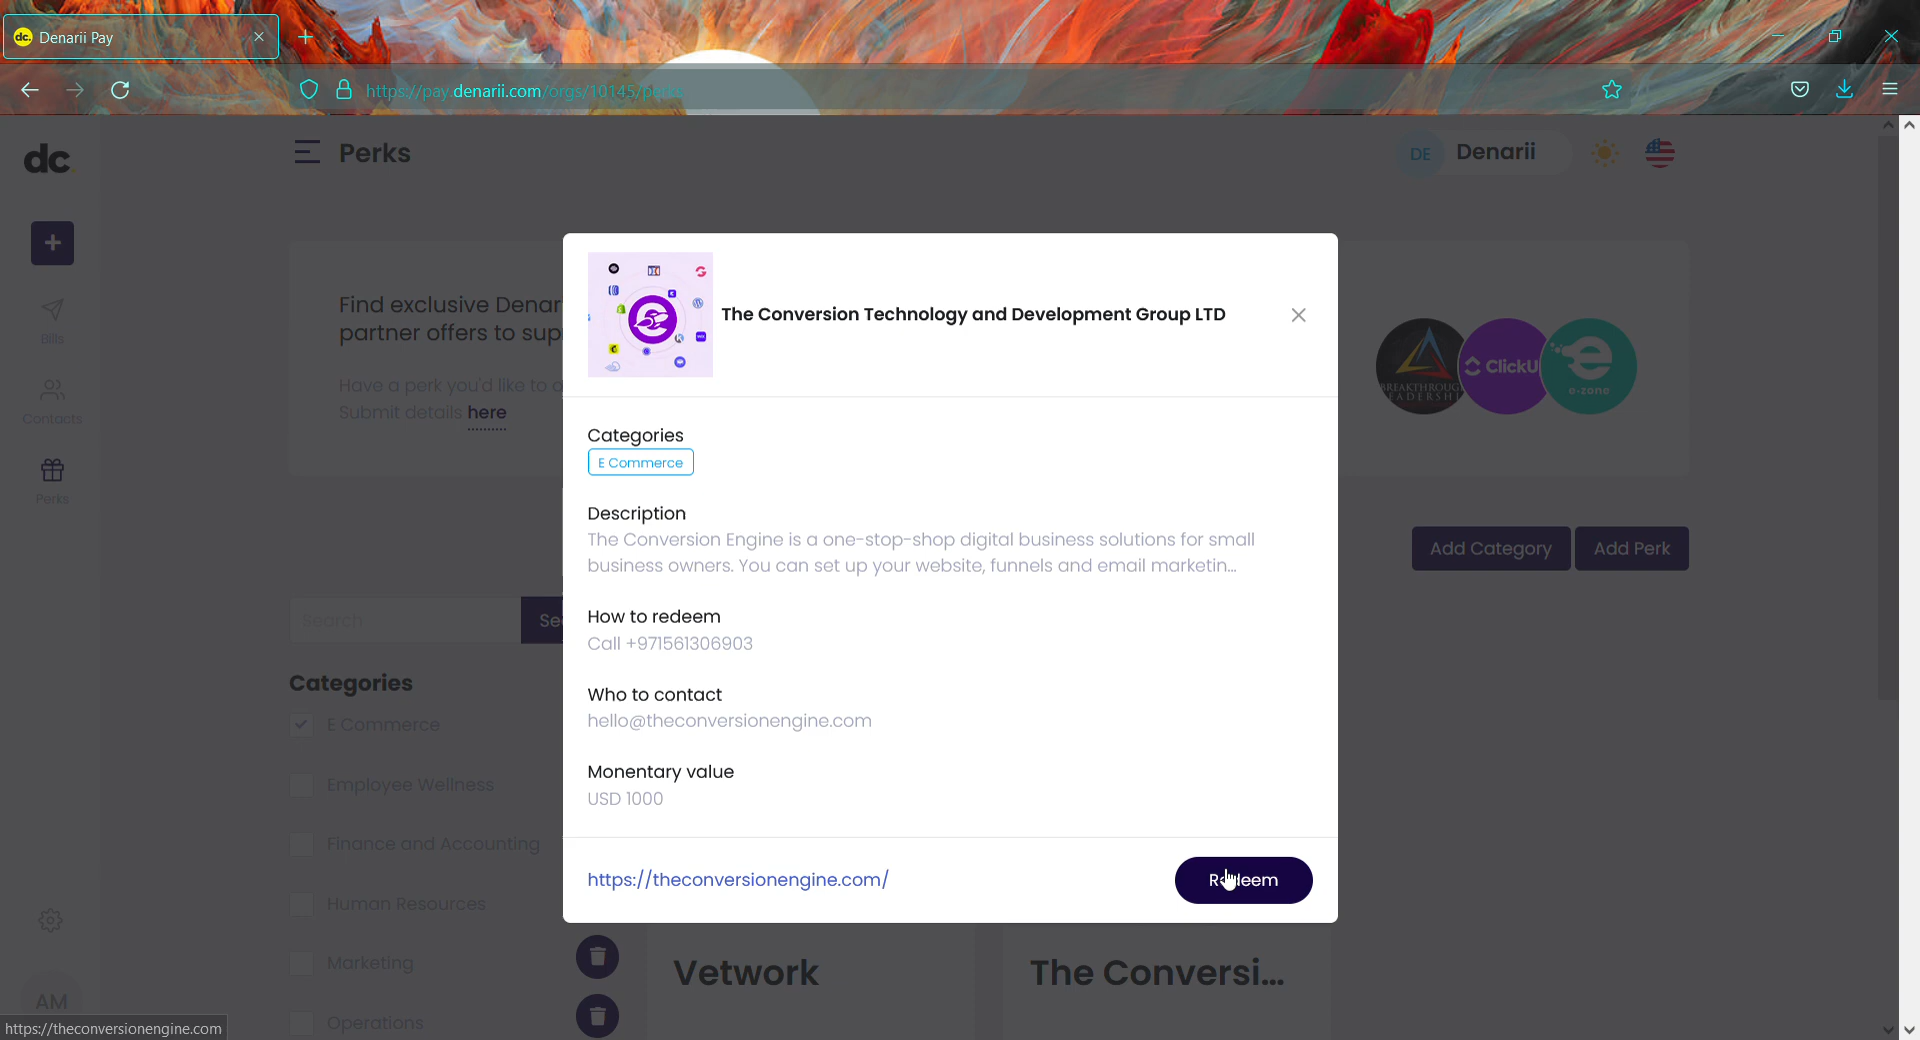 dc. Denarii Pay
https://pay.denarii.com/orgs/10145/perks
dc.
Perks
DE
Denarii
Find exclusive Denar
partner offers to sup
Have a perk you'd like to o
Submit details here
Bills
Contacts
Perks
BREAKTHROUGH
LEADERSHIP
ClickU
e
e-zone
The Conversion Technology and Development Group LTD
Categories
E Commerce
Description
The Conversion Engine is a one-stop-shop digital business solutions for small
business owners. You can set up your website, funnels and email marketin...
How to redeem
Call +971561306903
Who to contact
hello@theconversionengine.com
Monentary value
USD 1000
https://theconversionengine.com/
Redeem
Add Category
Add Perk
Search
Sea
Categories
E Commerce
Employee Wellness
Finance and Accounting
Human Resources
Marketing
Operations
Vetwork
The Conversi...
AM
https://theconversionengine.com